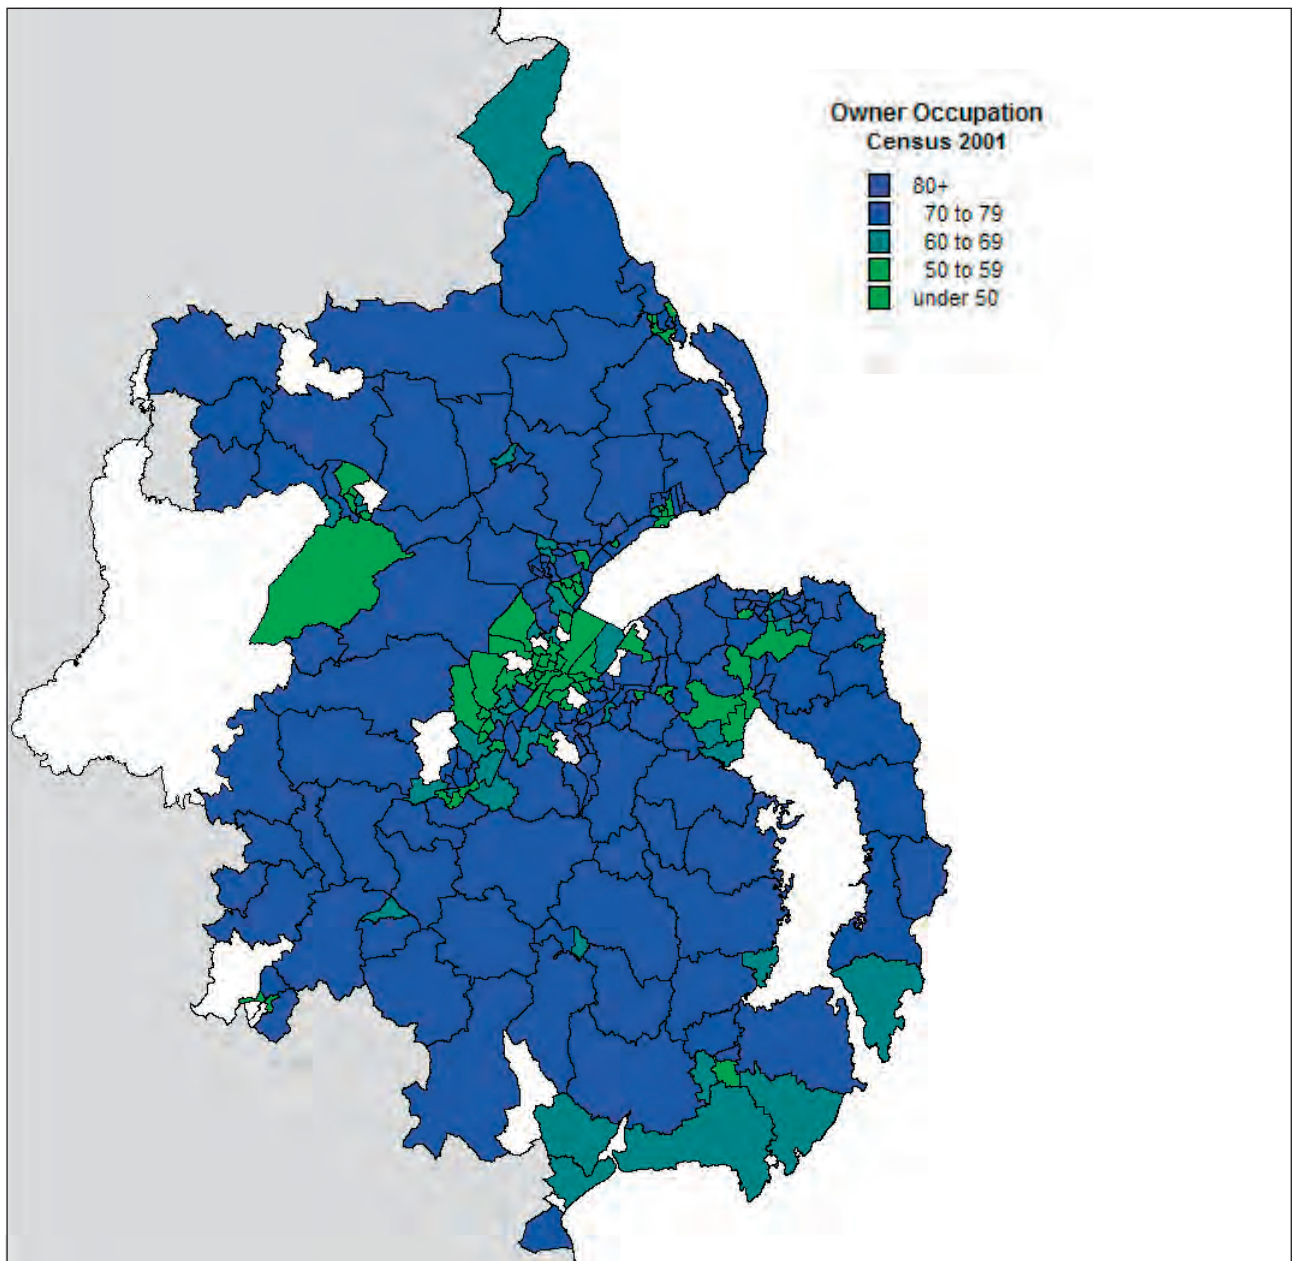 Owner Occupation
Census 2001
80+
70 to 79
60 to 69
50 to 59
under 50